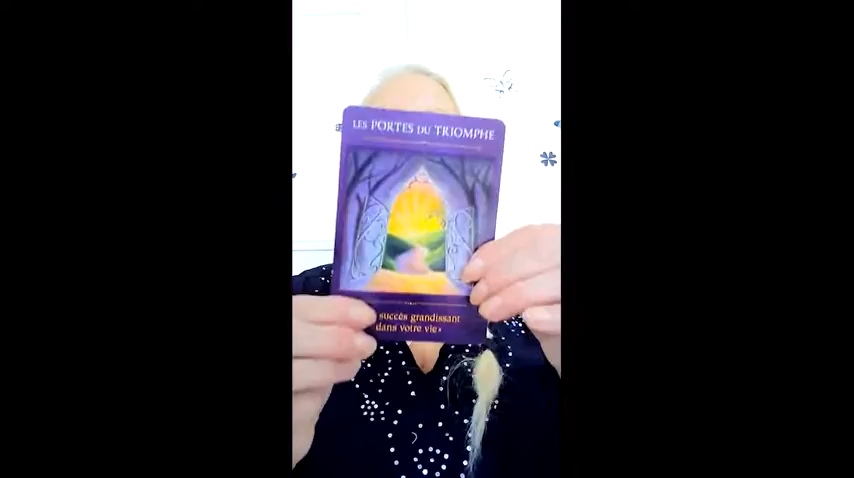 LES PORTES DU TRIOMPHE
succès grandissant
dans votre vie»